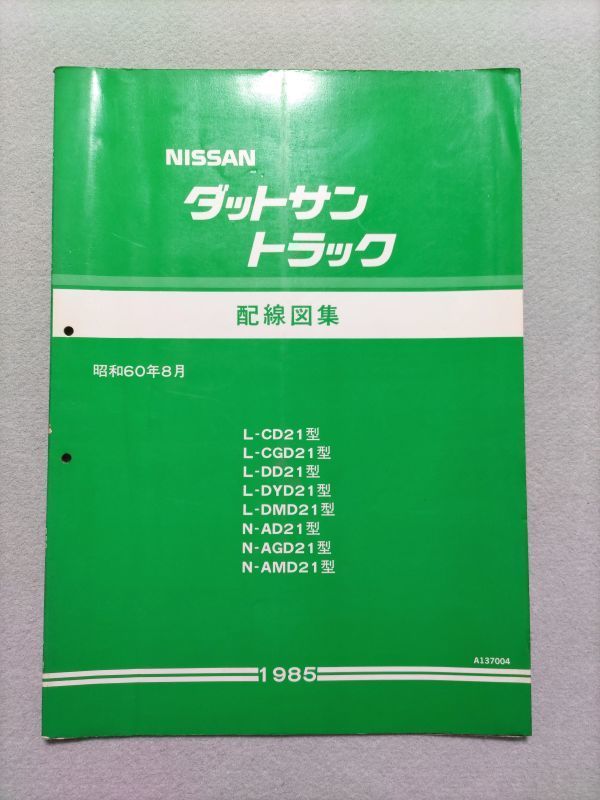 NISSAN
ダットサン
トラック
配線図集
昭和60年8月
L-CD21型
L-CGD21型
L-DD21型
L-DYD21型
L-DMD21型
N-AD21型
N-AGD21型
N-AMD21型
A137004
1985